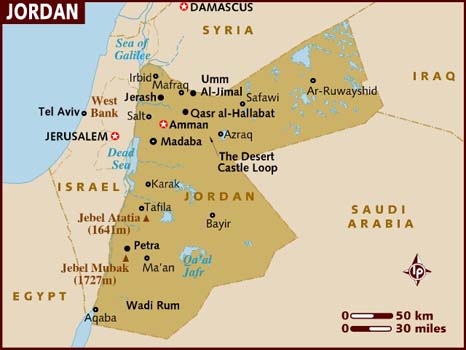 JORDAN
DAMASCUS
SYRIA
Sea of
Galilee
IRAQ
Irbid
Mafraq
Umm
Al-Jimal
Ar-Ruwayshid
Jerash
Safawi
West
Bank
Tel Aviv
Qasr al-Hallabat
Salt
Amman
JERUSALEM
Azraq
Madaba
Dead
Sea
The Desert
Castle Loop
ISRAEL
Karak
JORDAN
Tafila
Jebel Atatia
(1641m)
Bayir
SAUDI
ARABIA
Petra
Jebel Mubak
(1727m)
Ma'an
Qa'al
Jafr
EGYPT
Wadi Rum
Aqaba
LP
0 50 km
0 30 miles